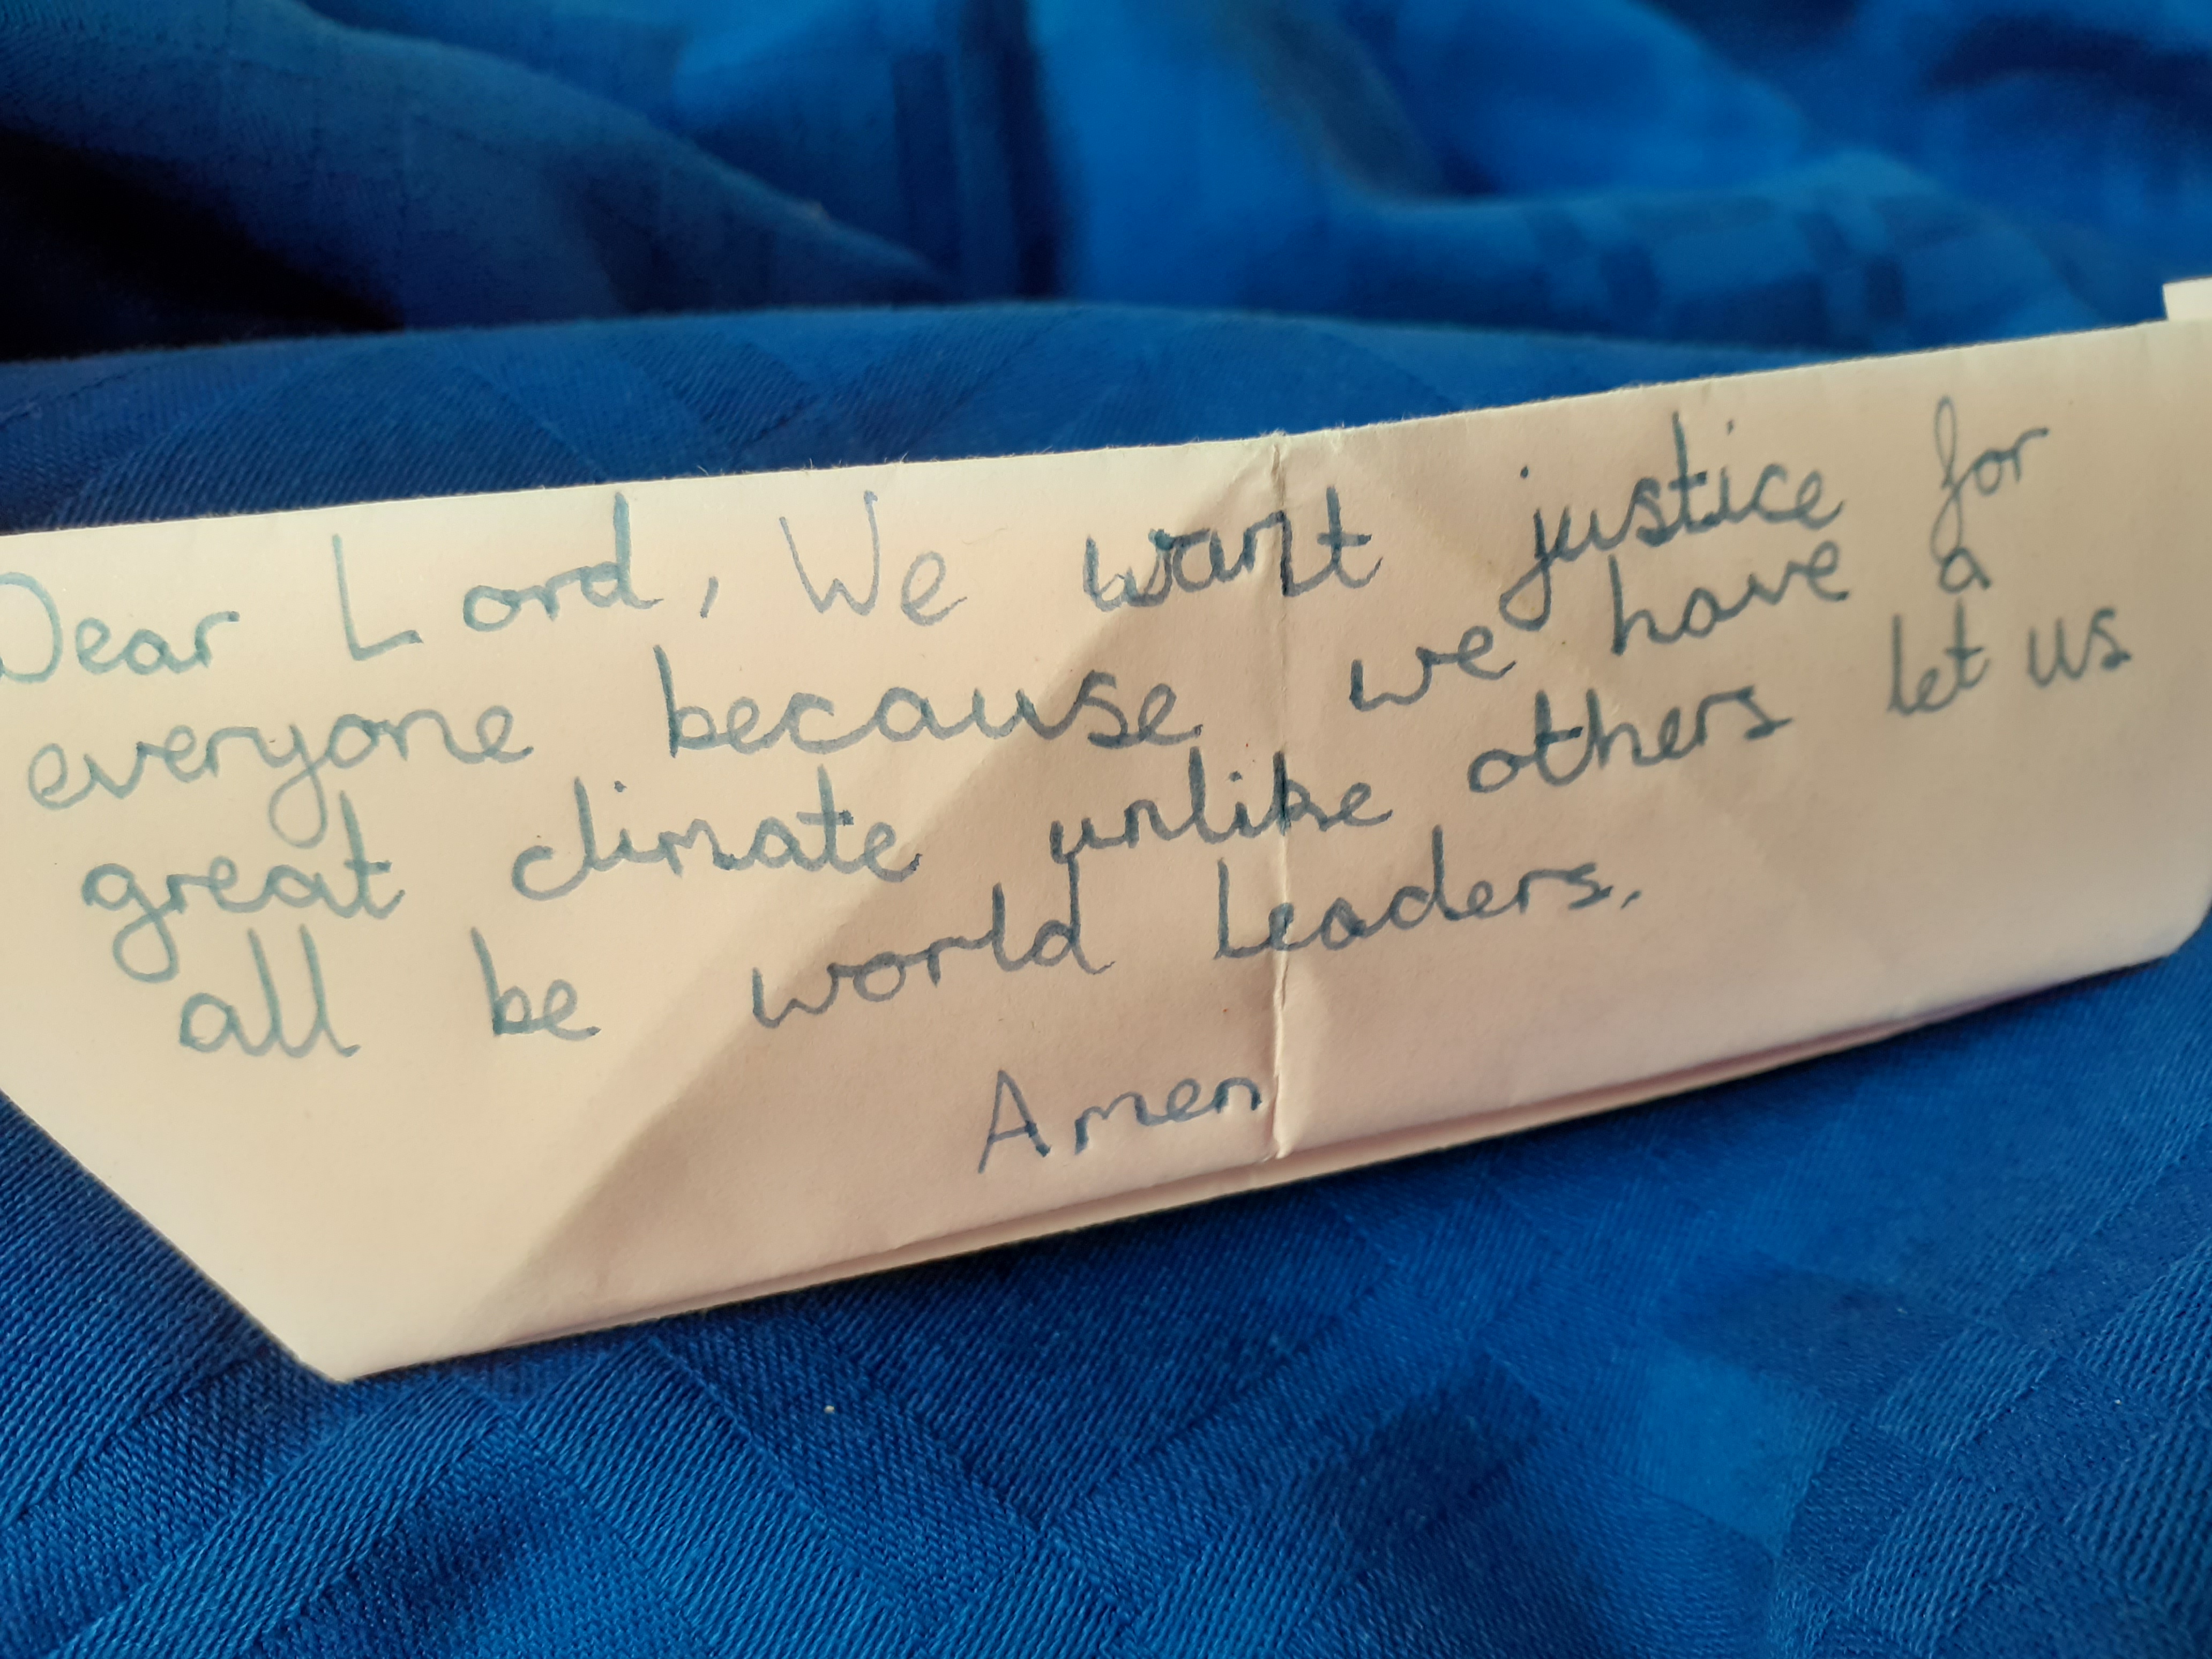 Dear Lord, We want justice for
everyone because we have a
great climate unlike others let us
all be world leaders.
Amen